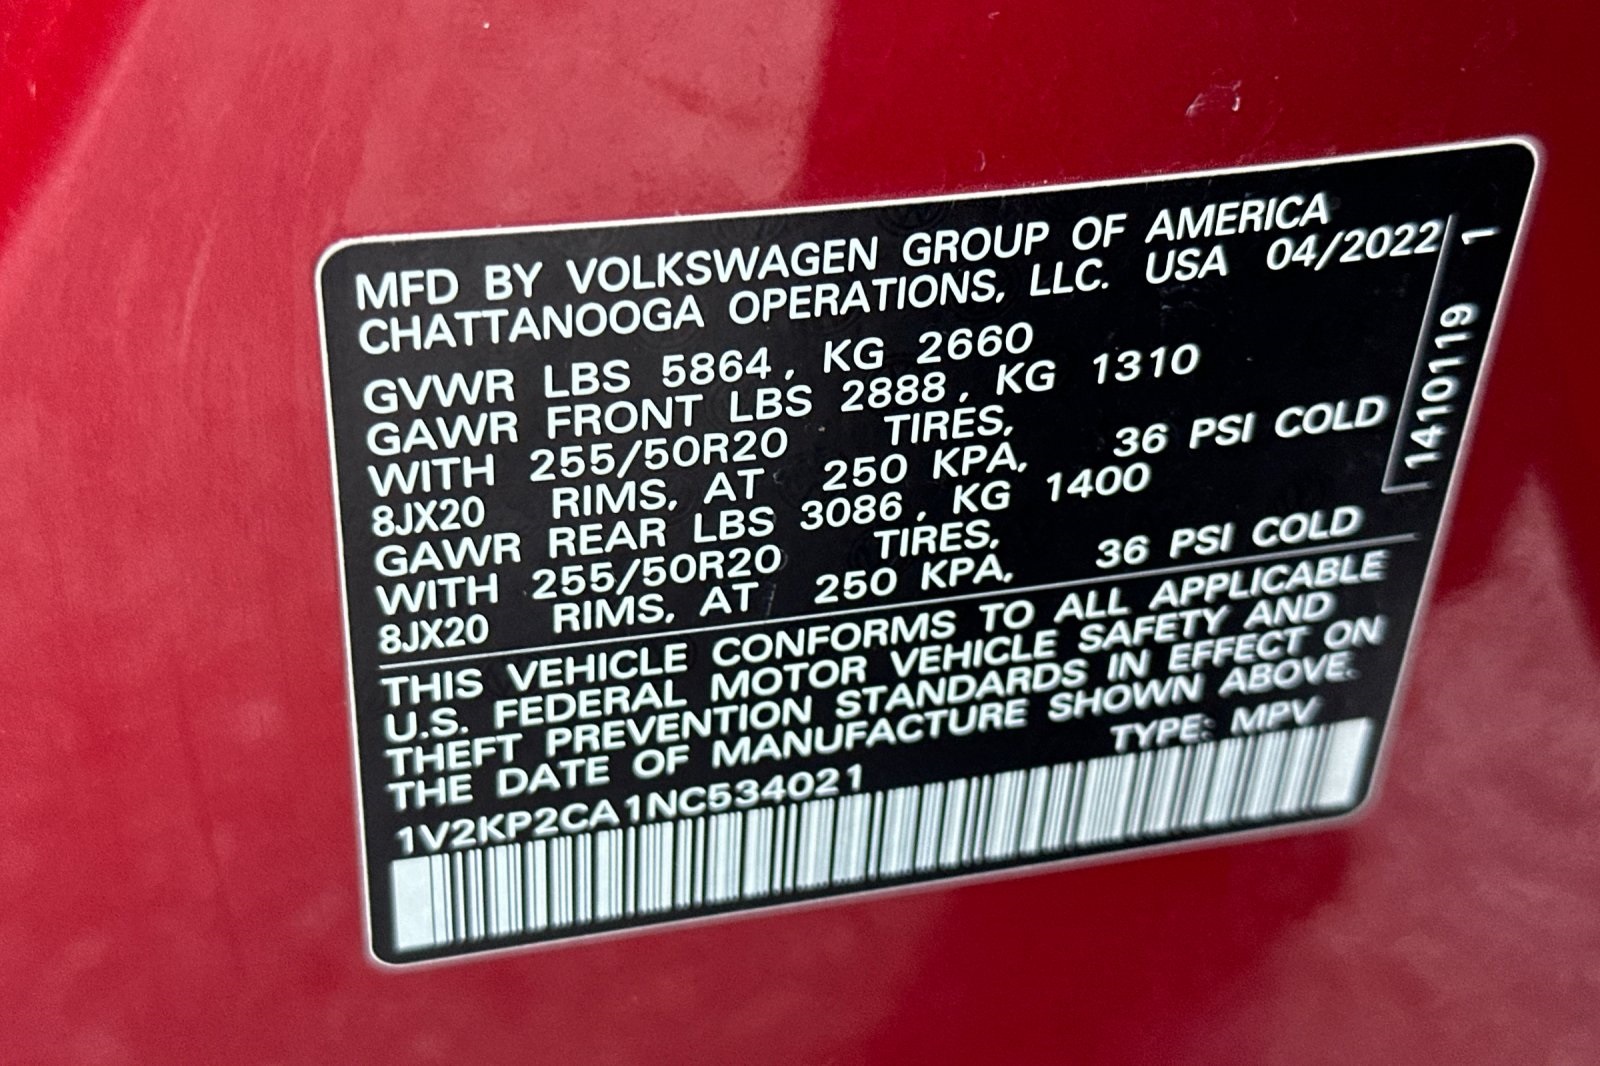 MFD BY VOLKSWAGEN GROUP OF AMERICA
CHATTANOOGA OPERATIONS, LLC. USA 04/2022
GVWR LBS 5864, KG 2660
GAWR FRONT LBS 2888, KG 1310
WITH 255/50R20 TIRES,
8JX20 RIMS, AT 250 KPA, 36 PSI COLD
GAWR REAR LBS 3086, KG 1400
WITH 255/50R20 TIRES,
8JX20 RIMS, AT 250 KPA, 36 PSI COLD
THIS VEHICLE CONFORMS TO ALL APPLICABLE
U.S. FEDERAL MOTOR VEHICLE SAFETY AND
THEFT PREVENTION STANDARDS IN EFFECT ON
THE DATE OF MANUFACTURE SHOWN ABOVE.
TYPE: MPV
1V2KP2CA1NC534021
1410119 1